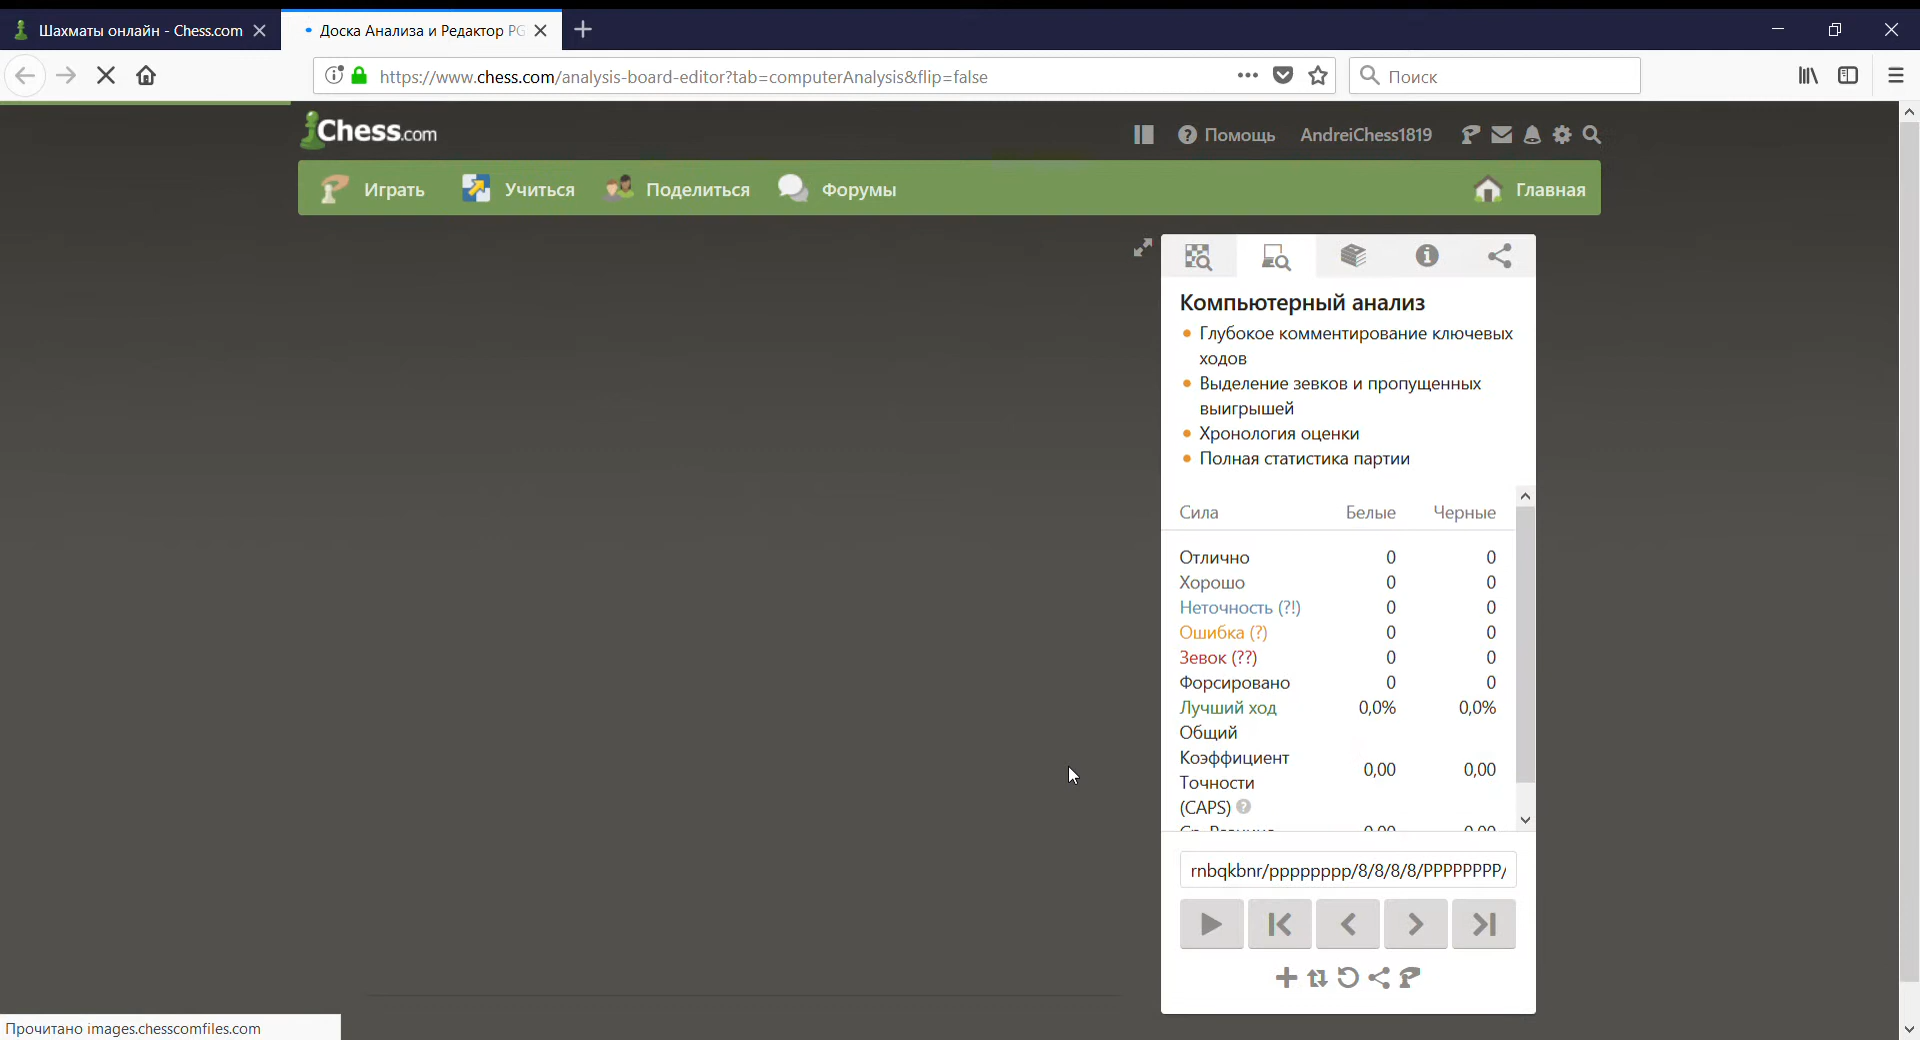 Шахматы онлайн - Chess.com
Доска Анализа и Редактор PG
https://www.chess.com/analysis-board-editor?tab=computerAnalysis&flip=false
Поиск
Chess.com
Помощь
AndreiChess1819
Играть
Учиться
Поделиться
Форумы
Главная
Компьютерный анализ
Глубокое комментирование ключевых
ходов
Выделение зевков и пропущенных
выигрышей
Хронология оценки
Полная статистика партии
Сила Белые Черные
Отлично 0 0
Хорошо 0 0
Неточность (?!) 0 0
Ошибка (?) 0 0
Зевок (??) 0 0
Форсировано 0 0
Лучший ход 0,0% 0,0%
Общий
Коэффициент
Точности
(CAPS) 0,00 0,00
rnbqkbnr/pppppppp/8/8/8/8/PPPPPPPP/
Прочитано images.chesscomfiles.com